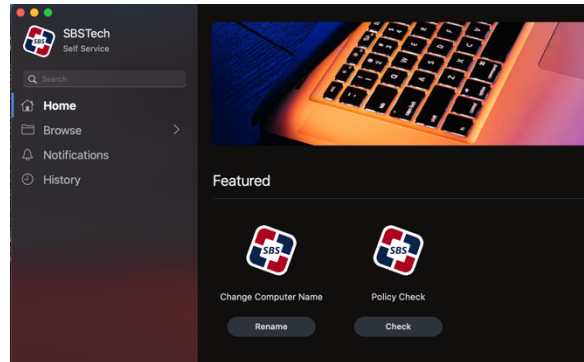 SBSTech
Self Service
SBS
Search
Home
Browse
Notifications
History
Featured
SBS
SBS
Change Computer Name
Policy Check
Rename
Check